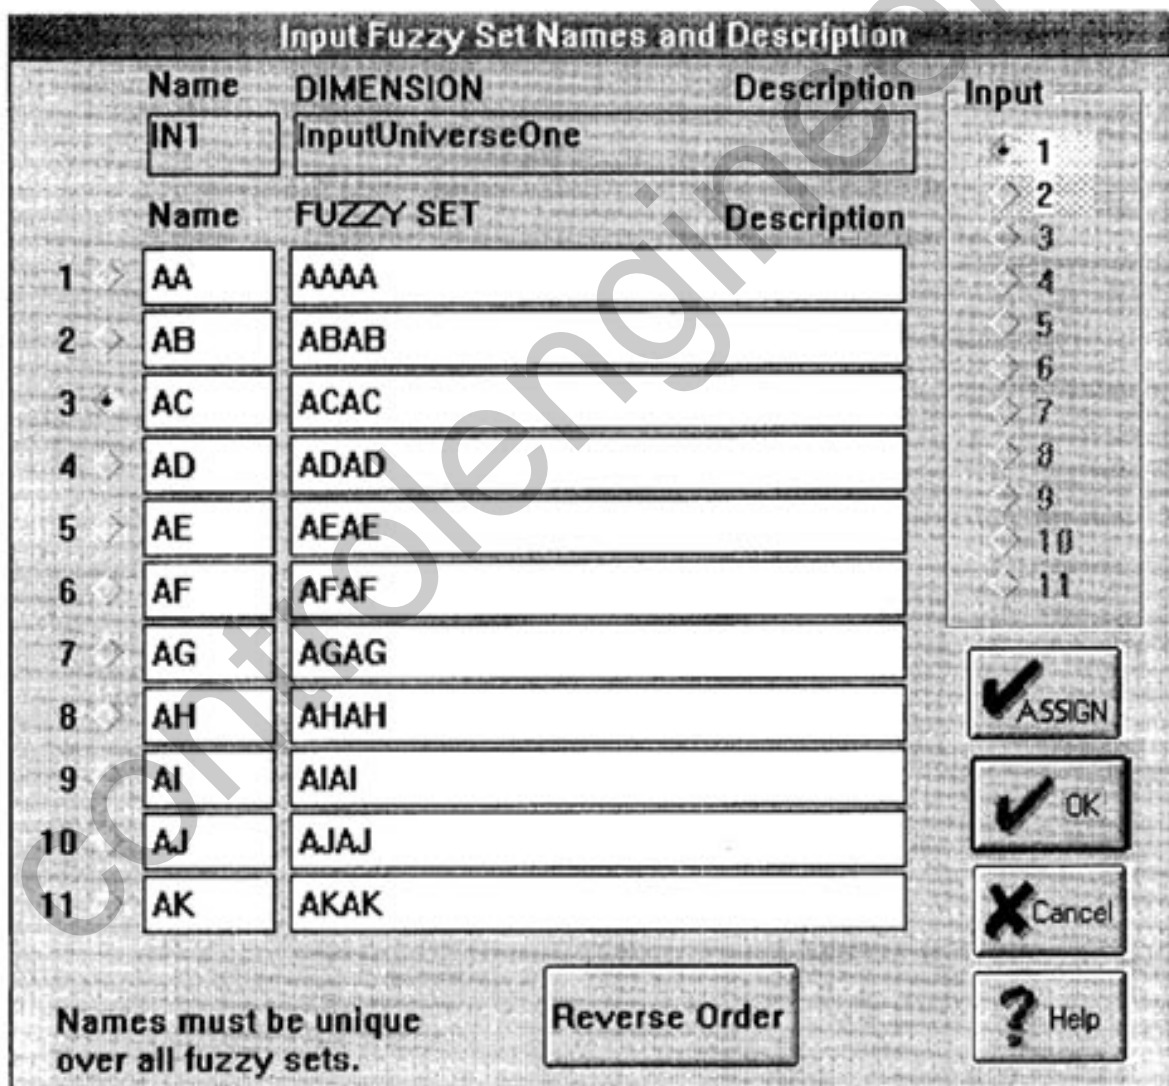 Input Fuzzy Set Names and Description
Name DIMENSION Description
IN1 InputUniverseOne
Name FUZZY SET Description
1 AA AAAA
2 AB ABAB
3 AC ACAC
4 AD ADAD
5 AE AEAE
6 AF AFAF
7 AG AGAG
8 AH AHAH
9 AI AIAI
10 AJ AJAJ
11 AK AKAK
Names must be unique
over all fuzzy sets.
Reverse Order
Input
1
2
3
4
5
6
7
8
9
10
11
ASSIGN
OK
Cancel
Help
controlengine